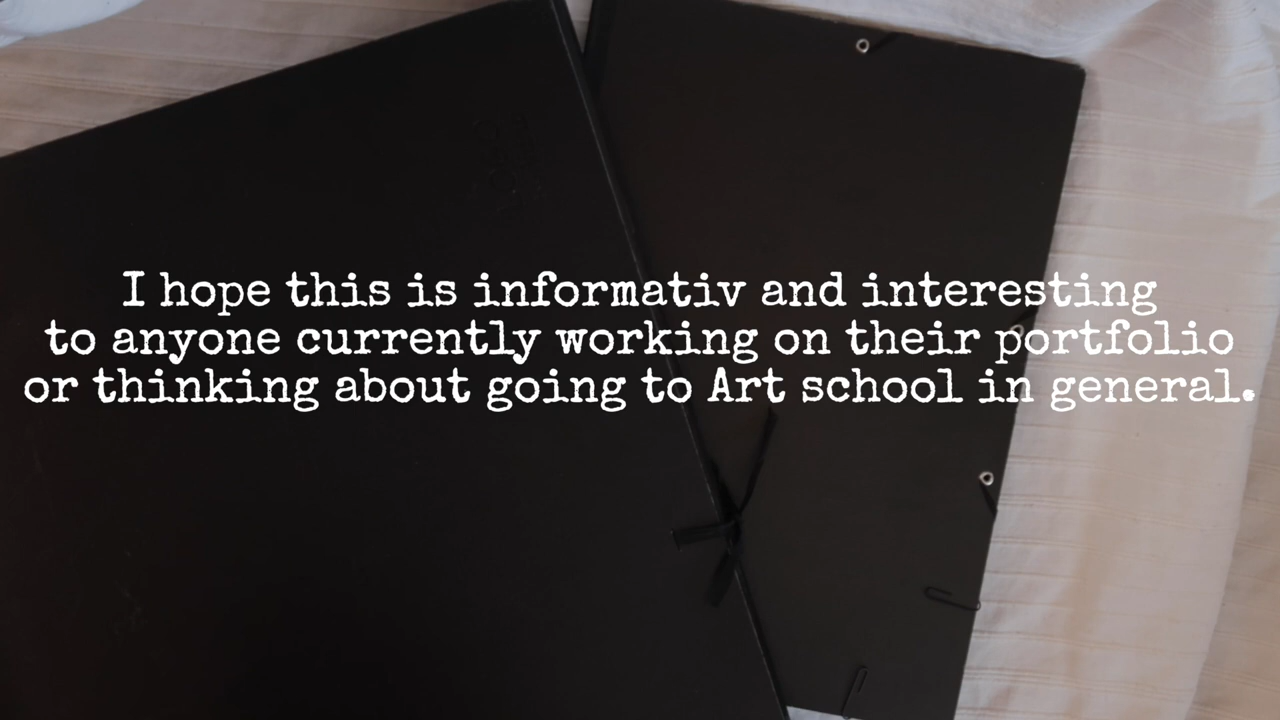 I hope this is informativ and interesting
to anyone currently working on their portfolio
or thinking about going to Art school in general.